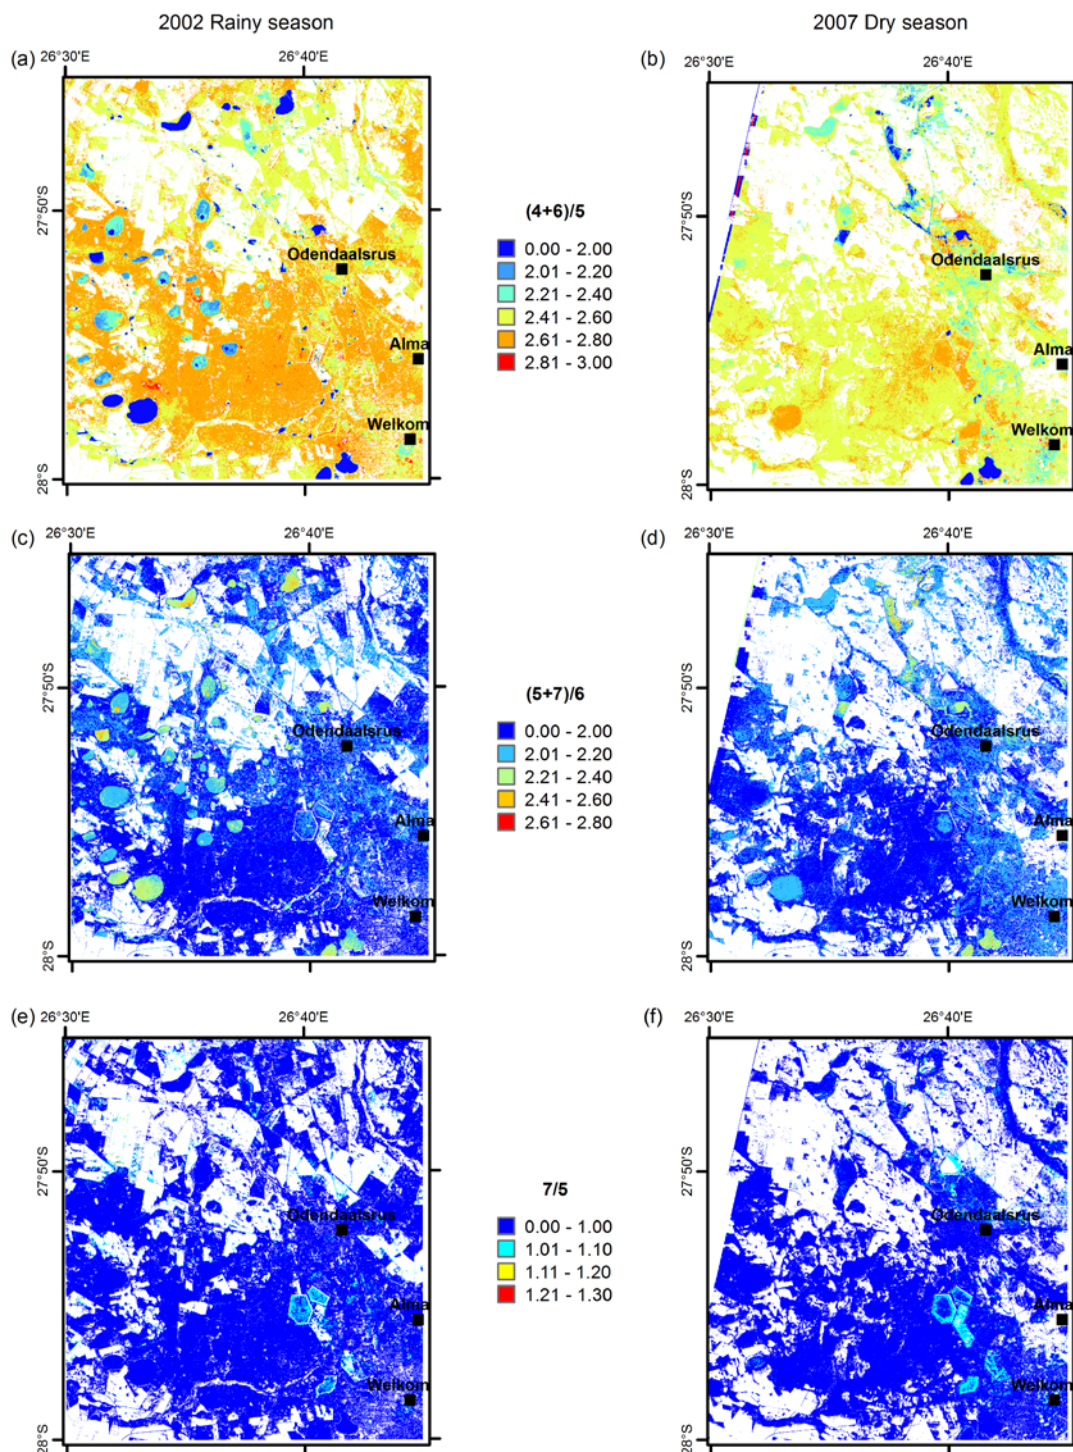 2002 Rainy season
2007 Dry season
(a)
26°30'E
26°40'E
27°50'S
28°S
Odendaalsrus
Alma
Welkom
(4+6)/5
0.00 - 2.00
2.01 - 2.20
2.21 - 2.40
2.41 - 2.60
2.61 - 2.80
2.81 - 3.00
(b)
26°30'E
26°40'E
27°50'S
28°S
Odendaalsrus
Alma
Welkom
(c)
26°30'E
26°40'E
27°50'S
28°S
Odendaalsrus
Alma
Welkom
(5+7)/6
0.00 - 2.00
2.01 - 2.20
2.21 - 2.40
2.41 - 2.60
2.61 - 2.80
(d)
26°30'E
26°40'E
27°50'S
28°S
Odendaalsrus
Alma
Welkom
(e)
26°30'E
26°40'E
27°50'S
28°S
Odendaalsrus
Alma
Welkom
7/5
0.00 - 1.00
1.01 - 1.10
1.11 - 1.20
1.21 - 1.30
(f)
26°30'E
26°40'E
27°50'S
28°S
Odendaalsrus
Alma
Welkom